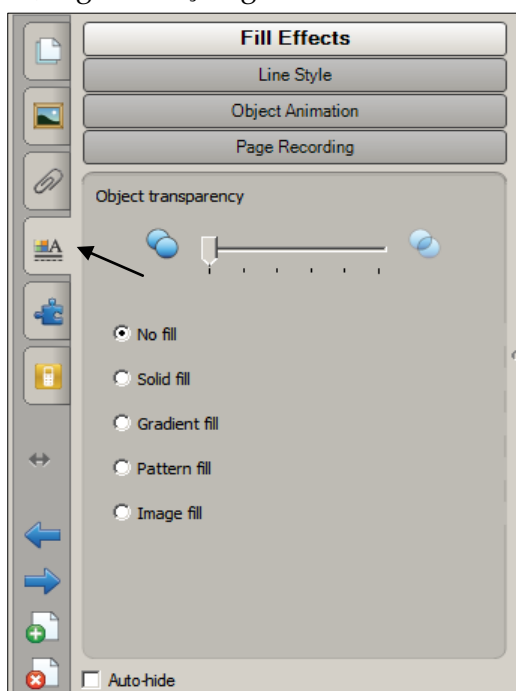 Fill Effects
Line Style
Object Animation
Page Recording
Object transparency
A
No fill
Solid fill
Gradient fill
Pattern fill
Image fill
Auto-hide